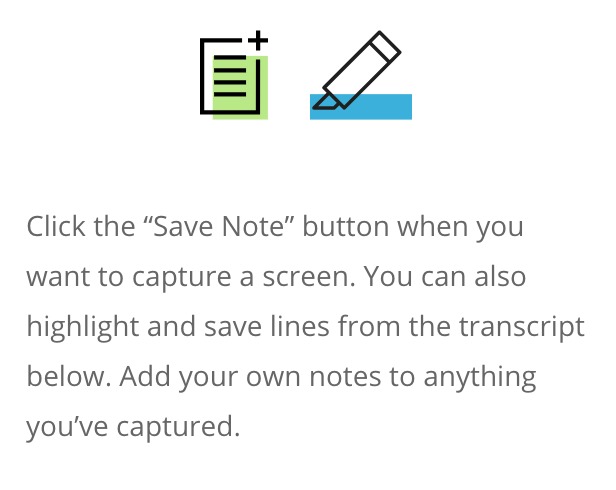 Click the “Save Note” button when you
want to capture a screen. You can also
highlight and save lines from the transcript
below. Add your own notes to anything
you’ve captured.